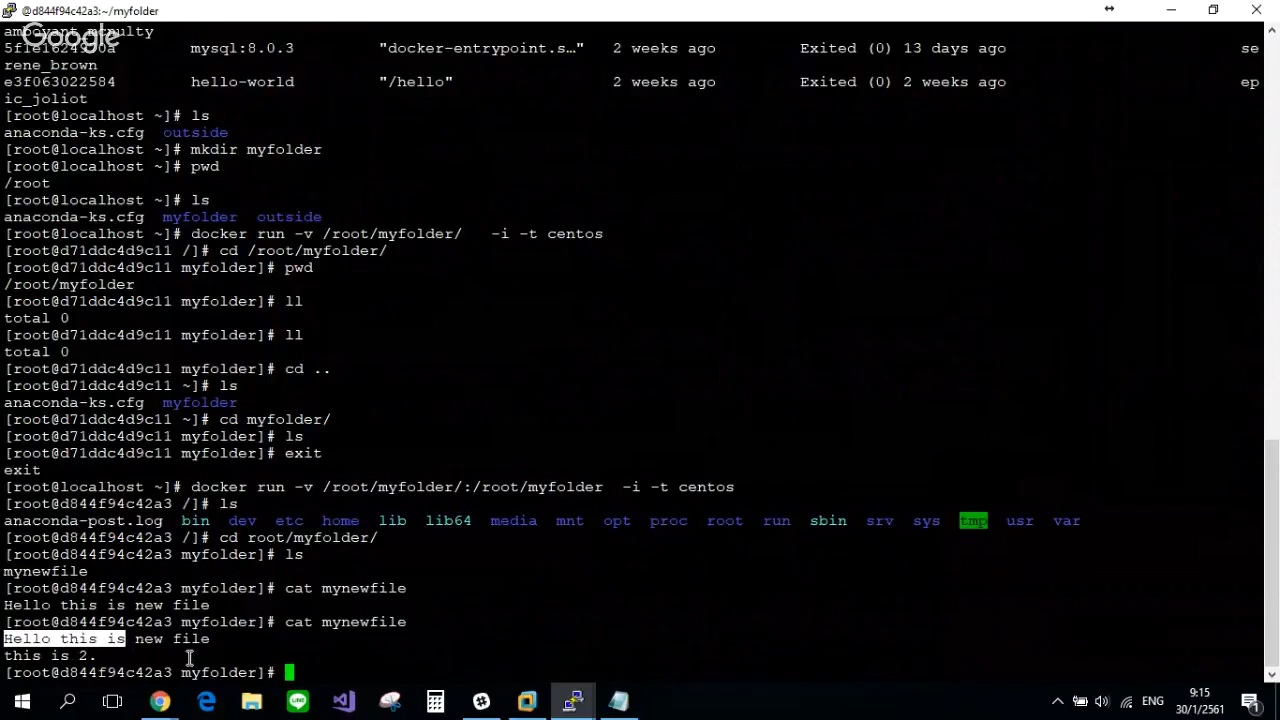 @d844f94c42a3:~/myfolder
Google
mysql:8.0.3 "docker-entrypoint.s…" 2 weeks ago Exited (0) 13 days ago se
rene_brown
e3f063022584 hello-world "/hello" 2 weeks ago Exited (0) 2 weeks ago ep
ic_joliot
[root@localhost ~]# ls
anaconda-ks.cfg outside
[root@localhost ~]# mkdir myfolder
[root@localhost ~]# pwd
/root
[root@localhost ~]# ls
anaconda-ks.cfg myfolder outside
[root@localhost ~]# docker run -v /root/myfolder/ -i -t centos
[root@d71ddc4d9c11 /]# cd /root/myfolder/
[root@d71ddc4d9c11 myfolder]# pwd
/root/myfolder
[root@d71ddc4d9c11 myfolder]# ll
total 0
[root@d71ddc4d9c11 myfolder]# ll
total 0
[root@d71ddc4d9c11 myfolder]# cd ..
[root@d71ddc4d9c11 ~]# ls
anaconda-ks.cfg myfolder
[root@d71ddc4d9c11 ~]# cd myfolder/
[root@d71ddc4d9c11 myfolder]# ls
[root@d71ddc4d9c11 myfolder]# exit
exit
[root@localhost ~]# docker run -v /root/myfolder/:/root/myfolder -i -t centos
[root@d844f94c42a3 /]# ls
anaconda-post.log bin dev etc home lib lib64 media mnt opt proc root run sbin srv sys tmp usr var
[root@d844f94c42a3 /]# cd root/myfolder/
[root@d844f94c42a3 myfolder]# ls
mynewfile
[root@d844f94c42a3 myfolder]# cat mynewfile
Hello this is new file
[root@d844f94c42a3 myfolder]# cat mynewfile
Hello this is new file
this is 2.
[root@d844f94c42a3 myfolder]#
ENG
9:15
30/1/2561